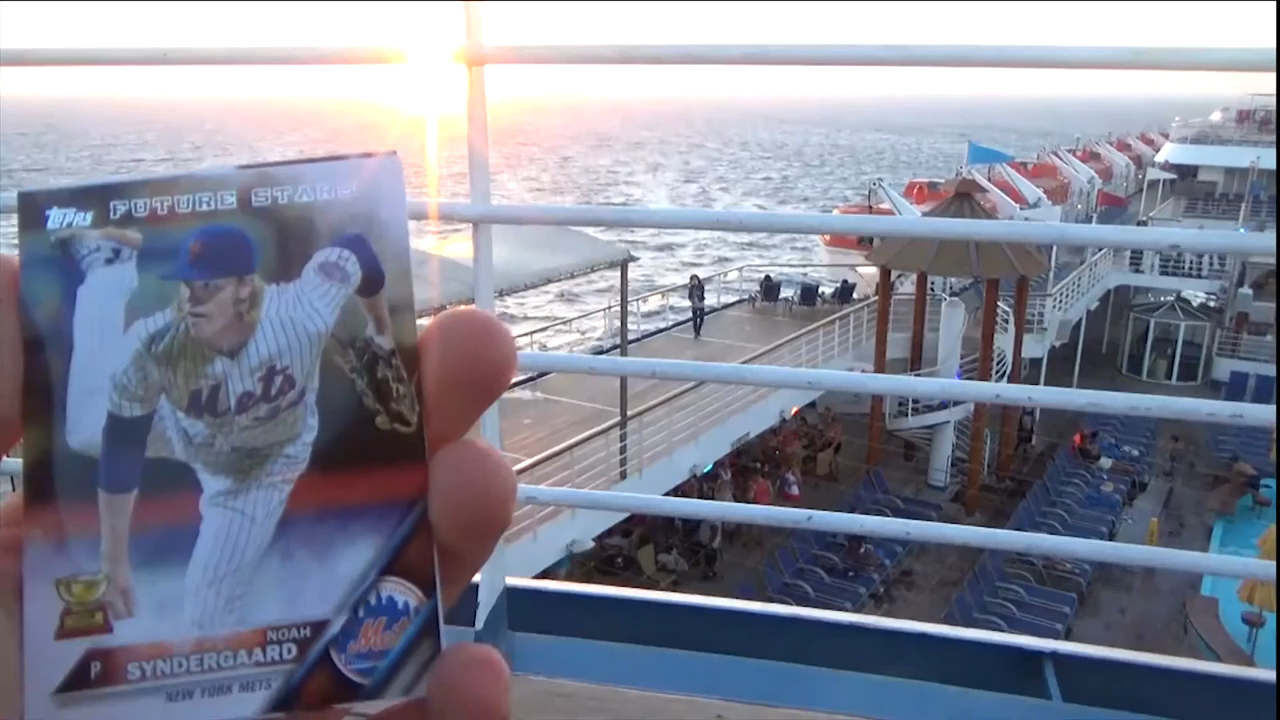 Topps FUTURE STARS
Mets
NOAH
P SYNDERGAARD
NEW YORK METS
Mets